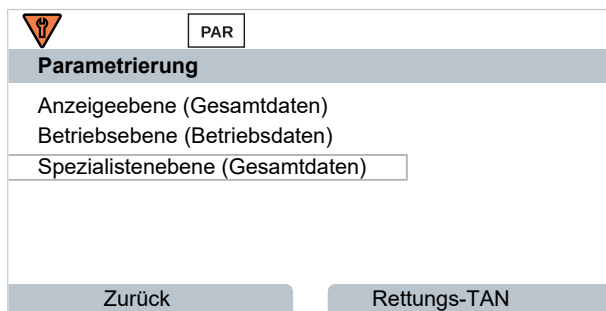 PAR
Parametrierung
Anzeigeebene (Gesamtdaten)
Betriebsebene (Betriebsdaten)
Spezialistenebene (Gesamtdaten)
Zurück
Rettungs-TAN